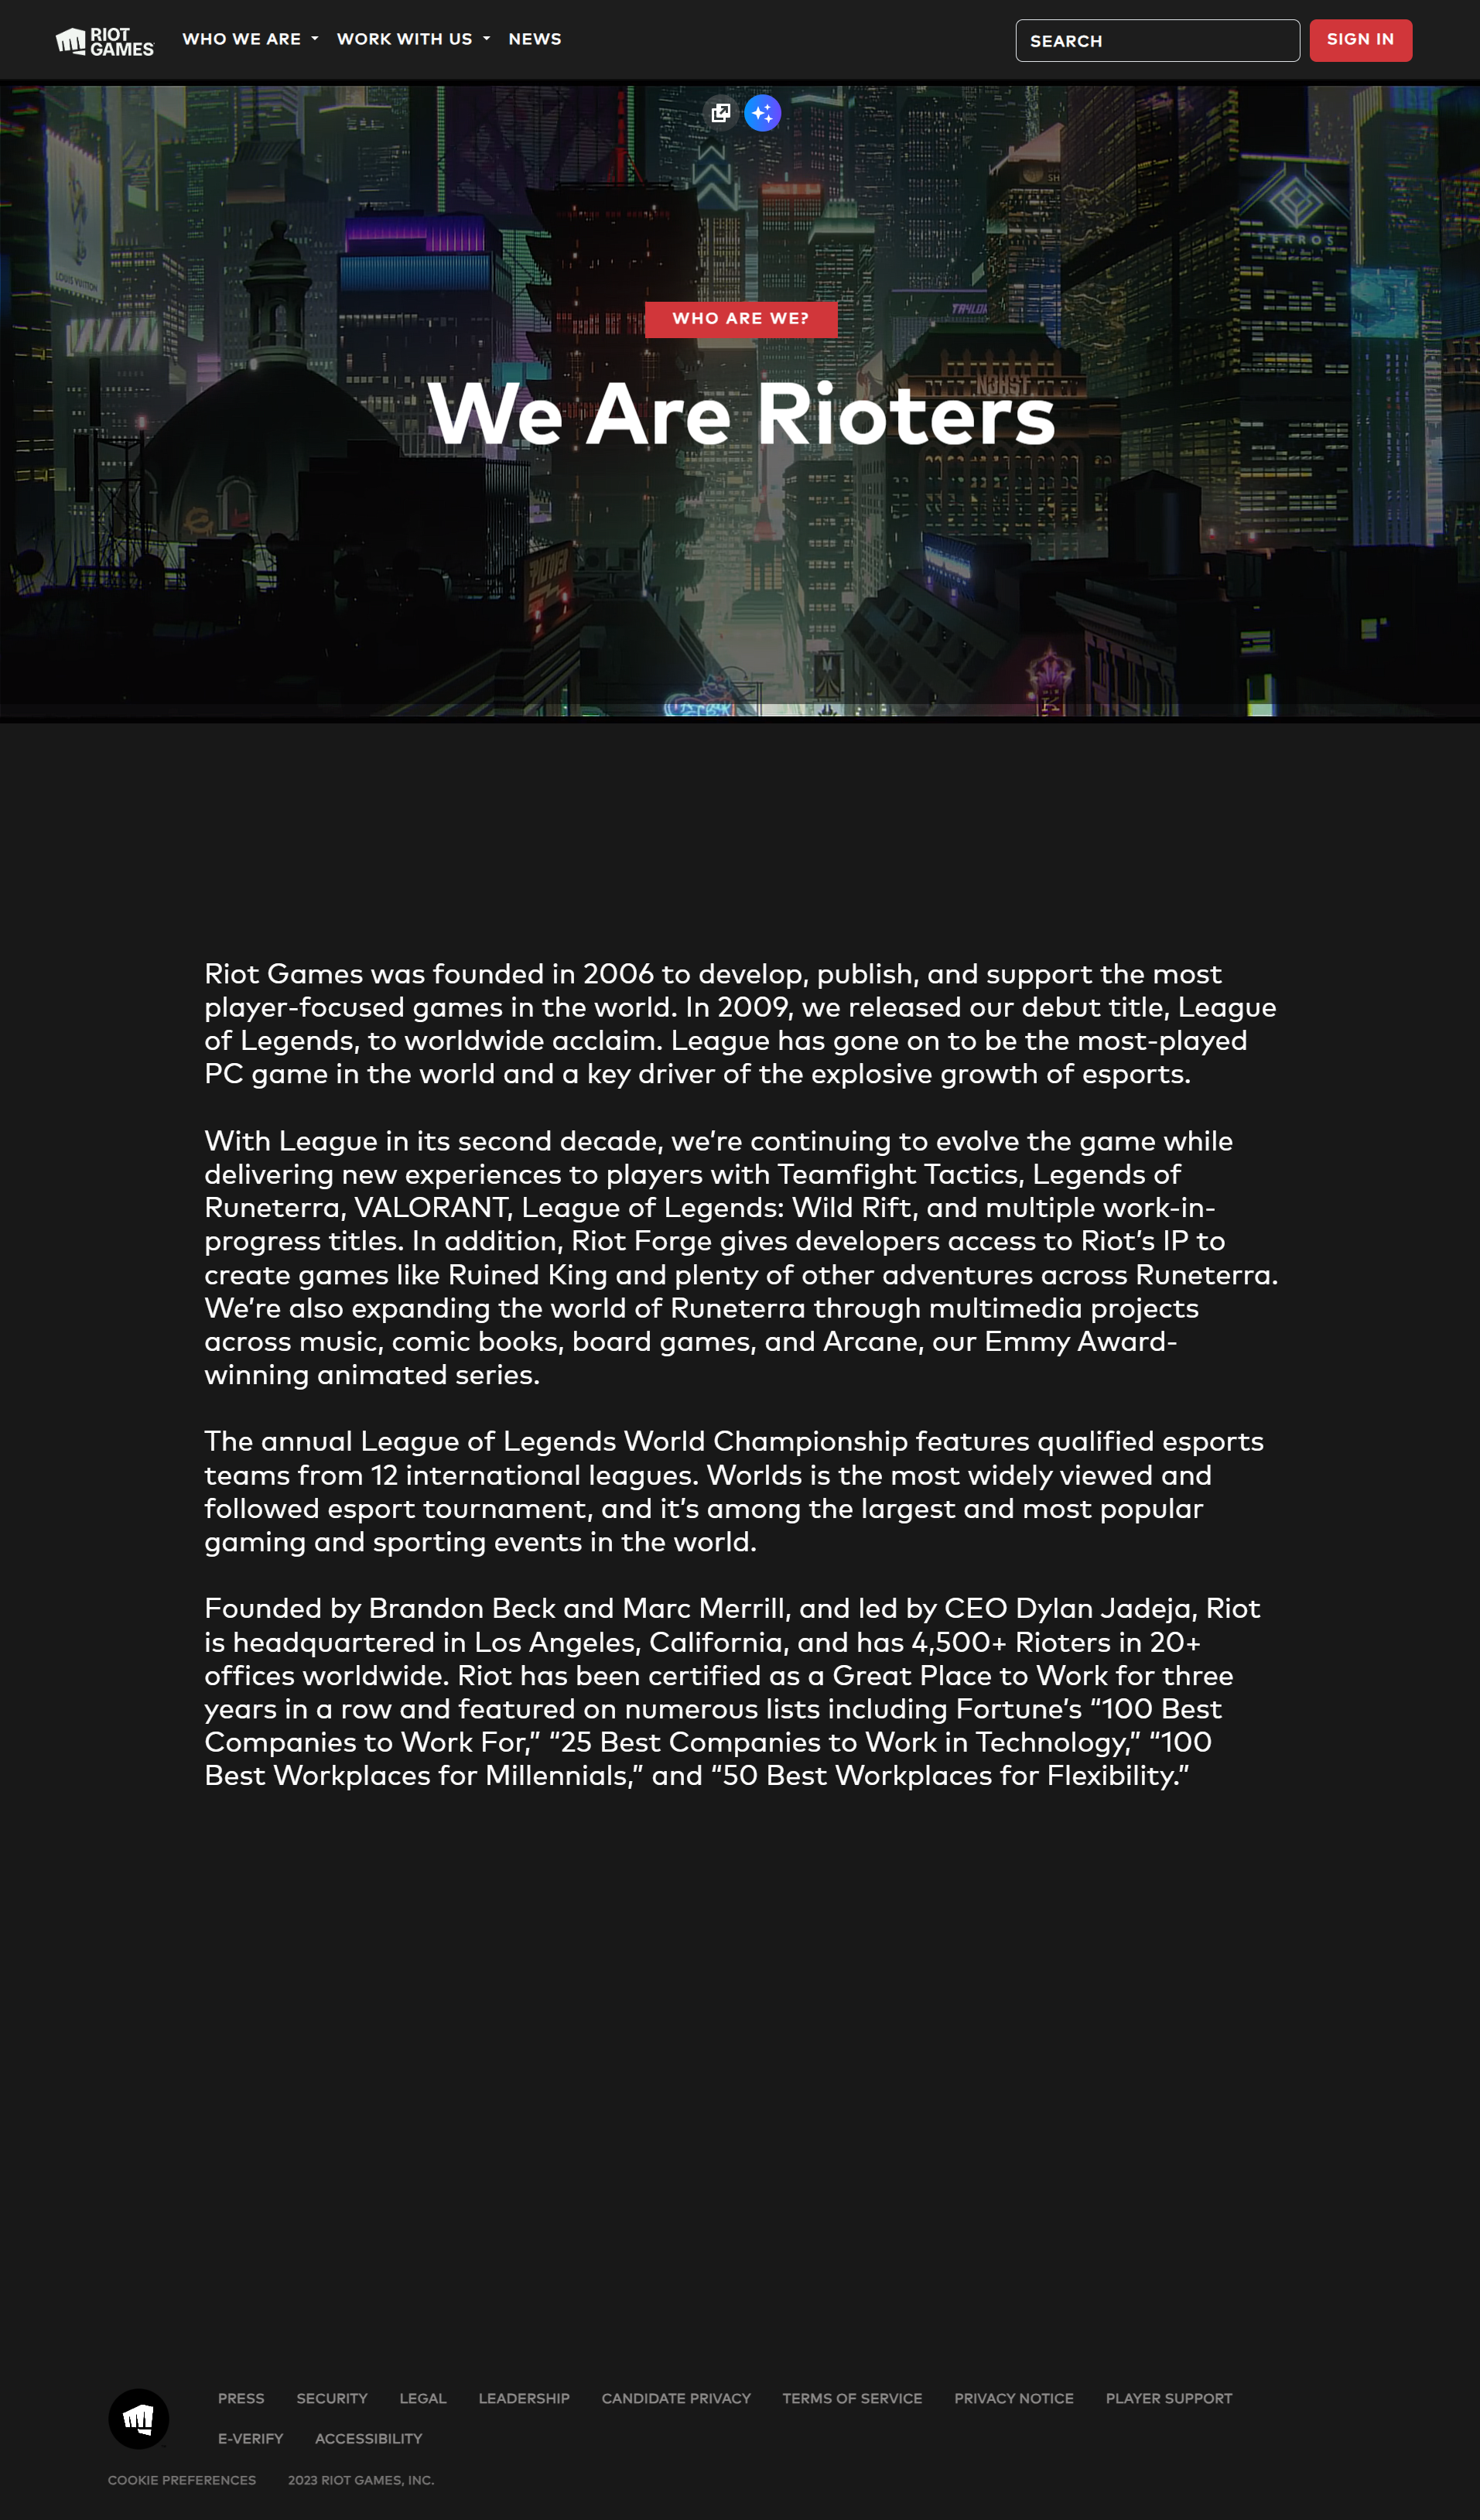 RIOT GAMES
WHO WE ARE
WORK WITH US
NEWS
SEARCH
SIGN IN
LOUIS VUITTON
FERROS
TAYLOR
WHO ARE WE?
We Are Rioters
PILTOVER
Riot Games was founded in 2006 to develop, publish, and support the most
player-focused games in the world. In 2009, we released our debut title, League
of Legends, to worldwide acclaim. League has gone on to be the most-played
PC game in the world and a key driver of the explosive growth of esports.
With League in its second decade, we’re continuing to evolve the game while
delivering new experiences to players with Teamfight Tactics, Legends of
Runeterra, VALORANT, League of Legends: Wild Rift, and multiple work-in-
progress titles. In addition, Riot Forge gives developers access to Riot’s IP to
create games like Ruined King and plenty of other adventures across Runeterra.
We’re also expanding the world of Runeterra through multimedia projects
across music, comic books, board games, and Arcane, our Emmy Award-
winning animated series.
The annual League of Legends World Championship features qualified esports
teams from 12 international leagues. Worlds is the most widely viewed and
followed esport tournament, and it’s among the largest and most popular
gaming and sporting events in the world.
Founded by Brandon Beck and Marc Merrill, and led by CEO Dylan Jadeja, Riot
is headquartered in Los Angeles, California, and has 4,500+ Rioters in 20+
offices worldwide. Riot has been certified as a Great Place to Work for three
years in a row and featured on numerous lists including Fortune’s “100 Best
Companies to Work For,” “25 Best Companies to Work in Technology,” “100
Best Workplaces for Millennials,” and “50 Best Workplaces for Flexibility.”
PRESS
SECURITY
LEGAL
LEADERSHIP
CANDIDATE PRIVACY
TERMS OF SERVICE
PRIVACY NOTICE
PLAYER SUPPORT
E-VERIFY
ACCESSIBILITY
COOKIE PREFERENCES
2023 RIOT GAMES, INC.